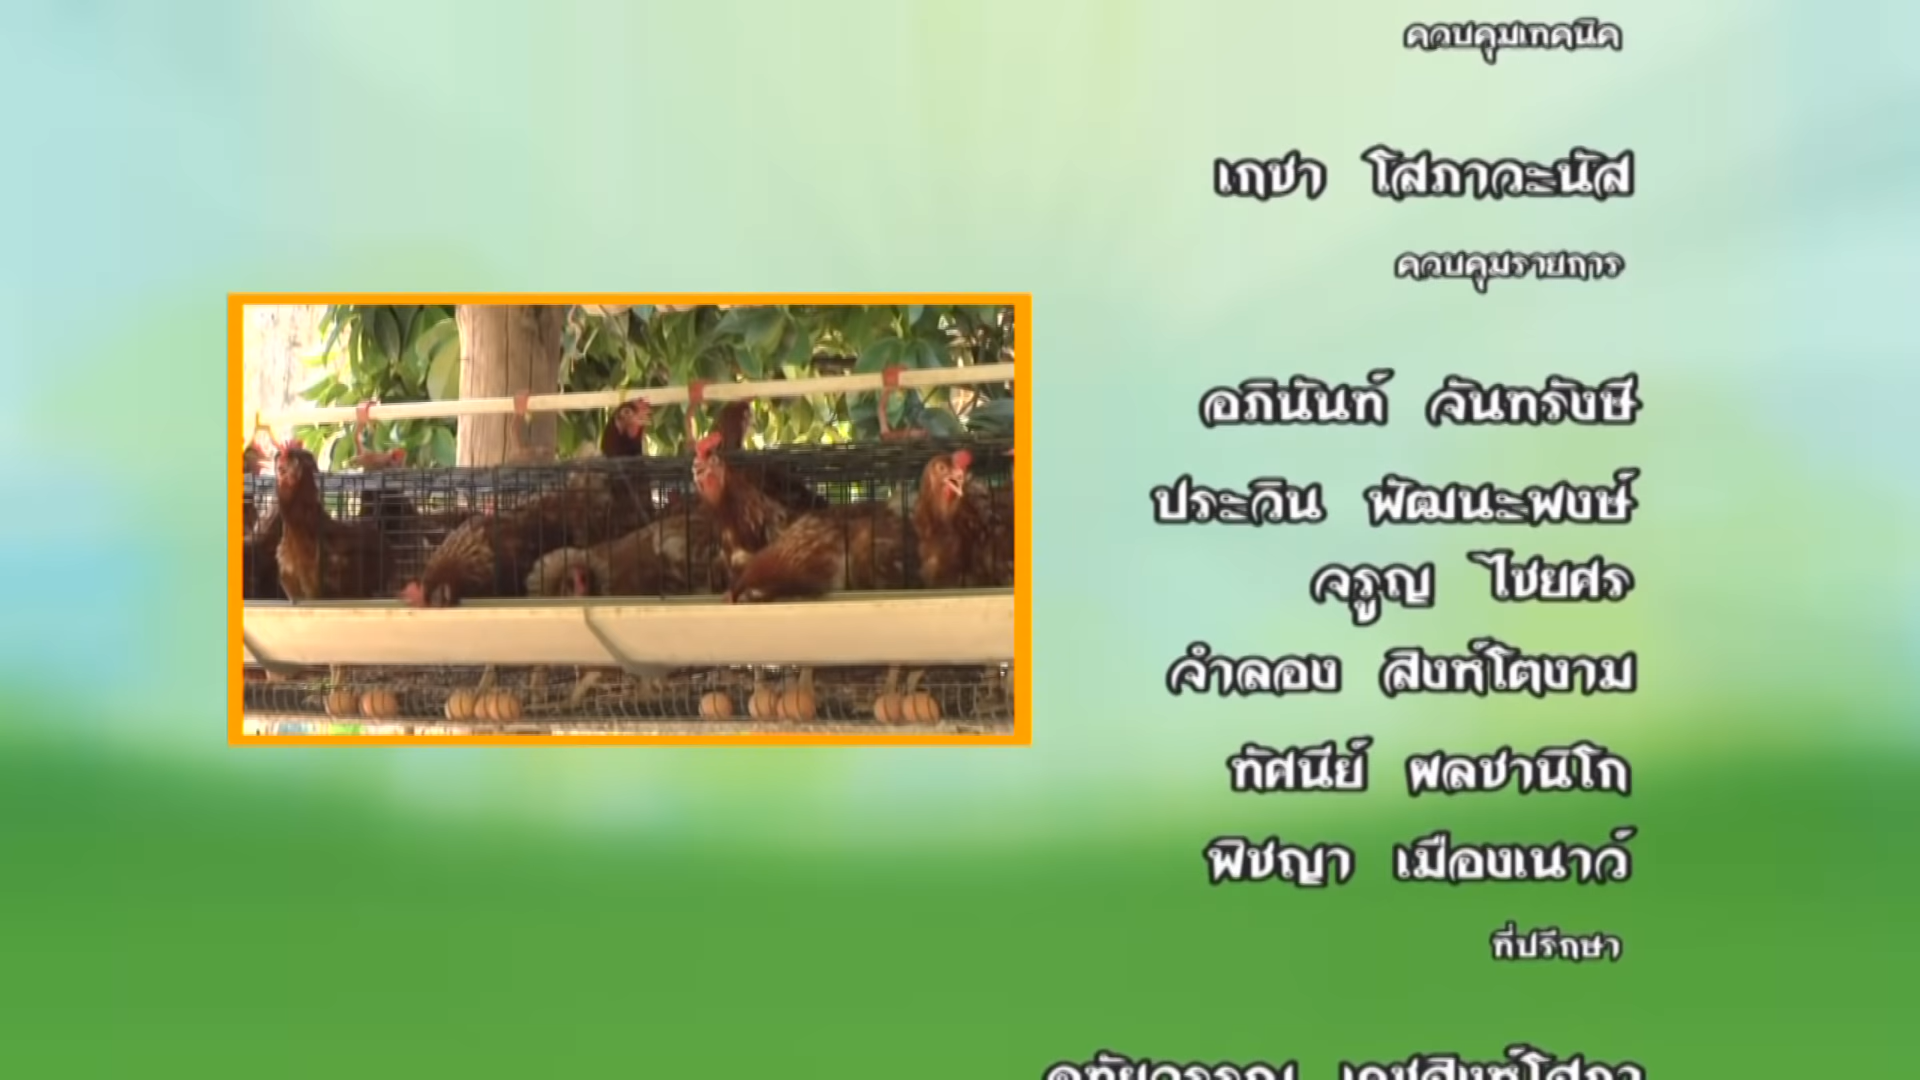 ควบคุมเทคนิค
เกชา โสภาวะนัส
ควบคุมรายการ
อภินันท์ จันทรังษี
ประวิน พัฒนะพงษ์
จรูญ ไชยศร
จำลอง สิงห์โตงาม
ทัศนีย์ พลชานิโก
พิชญา เมืองเนาว์
ที่ปรึกษา